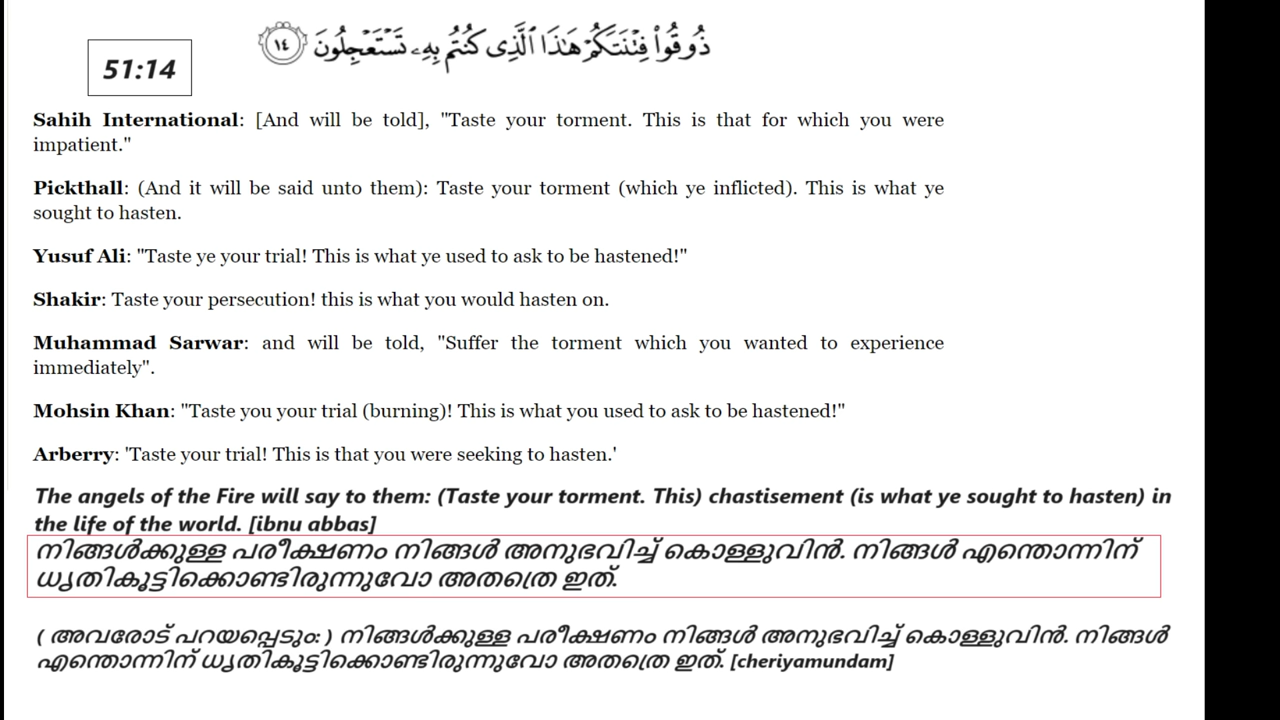 ذُوقُوا۟ فِتْنَتَكُمْ هَـٰذَا ٱلَّذِى كُنتُم بِهِۦ تَسْتَعْجِلُونَ ١٤
51:14
Sahih International: [And will be told], "Taste your torment. This is that for which you were
impatient."
Pickthall: (And it will be said unto them): Taste your torment (which ye inflicted). This is what ye
sought to hasten.
Yusuf Ali: "Taste ye your trial! This is what ye used to ask to be hastened!"
Shakir: Taste your persecution! this is what you would hasten on.
Muhammad Sarwar: and will be told, "Suffer the torment which you wanted to experience
immediately".
Mohsin Khan: "Taste you your trial (burning)! This is what you used to ask to be hastened!"
Arberry: 'Taste your trial! This is that you were seeking to hasten.'
The angels of the Fire will say to them: (Taste your torment. This) chastisement (is what ye sought to hasten) in
the life of the world. [ibnu abbas]
നിങ്ങൾക്കുള്ള പരീക്ഷണം നിങ്ങൾ അനുഭവിച്ച് കൊള്ളുവിൻ. നിങ്ങൾ എന്തൊന്നിന്
ധൃതികൂട്ടിക്കൊണ്ടിരുന്നുവോ അതത്രെ ഇത്.
( അവരോട് പറയപ്പെടും: ) നിങ്ങൾക്കുള്ള പരീക്ഷണം നിങ്ങൾ അനുഭവിച്ച് കൊള്ളുവിൻ. നിങ്ങൾ
എന്തൊന്നിന് ധൃതികൂട്ടിക്കൊണ്ടിരുന്നുവോ അതത്രെ ഇത്. [cheriyamundam]